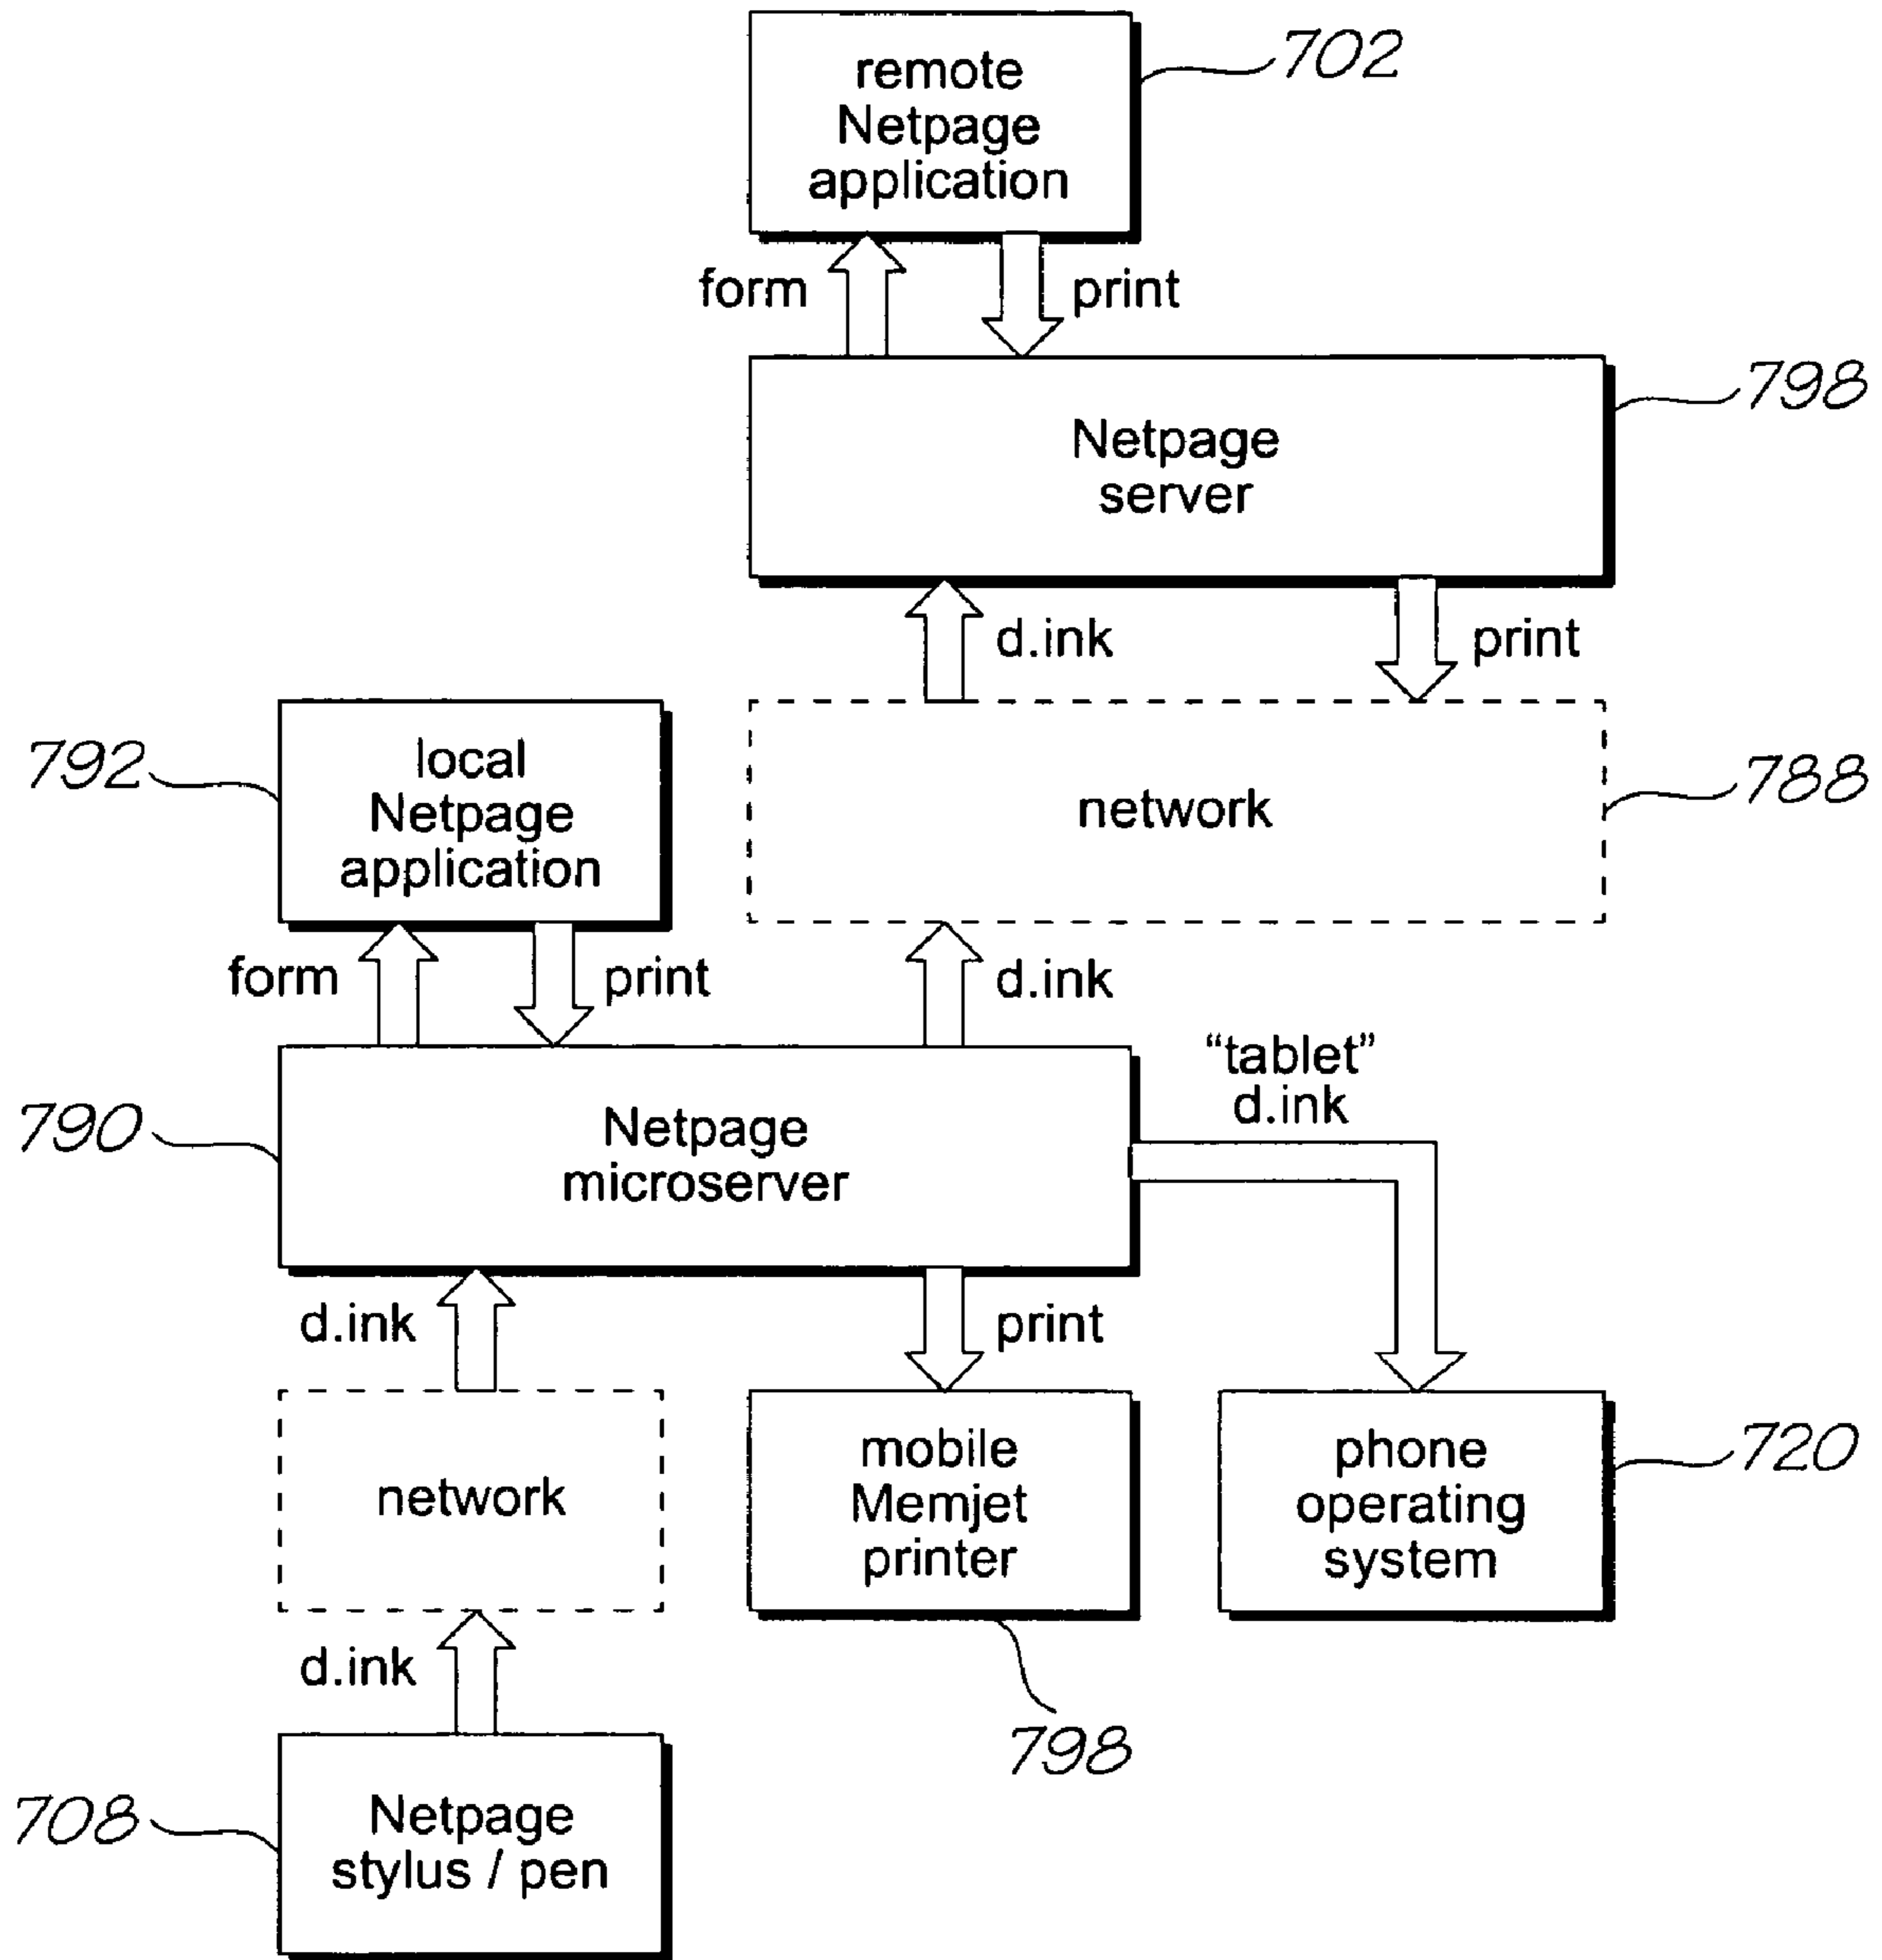 remote
Netpage
application
702
form
print
Netpage
server
798
d.ink
print
local
Netpage
application
792
network
788
form
print
d.ink
"tablet"
d.ink
Netpage
microserver
790
d.ink
print
network
mobile
Memjet
printer
798
phone
operating
system
720
d.ink
Netpage
stylus / pen
708